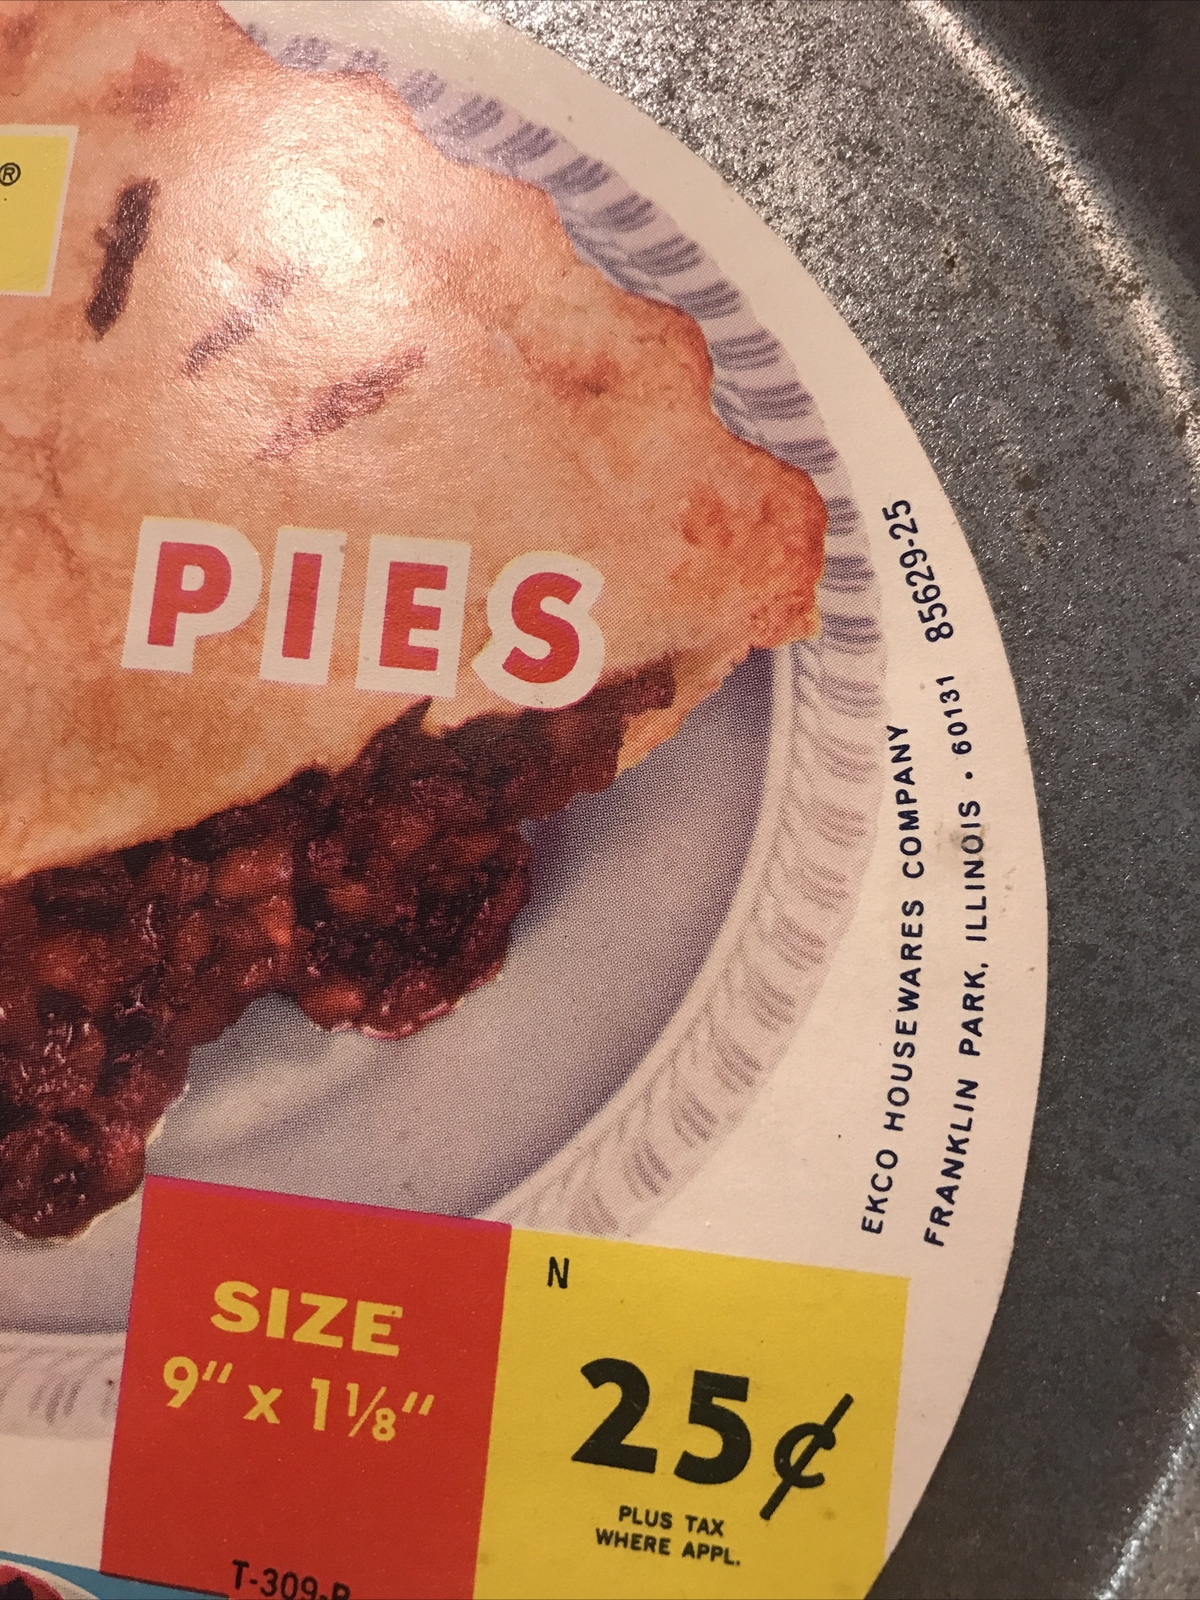 ®
PIES
EKCO HOUSEWARES COMPANY
FRANKLIN PARK, ILLINOIS • 60131 85629-25
SIZE
9" x 1⅛"
N
25¢
PLUS TAX
WHERE APPL.